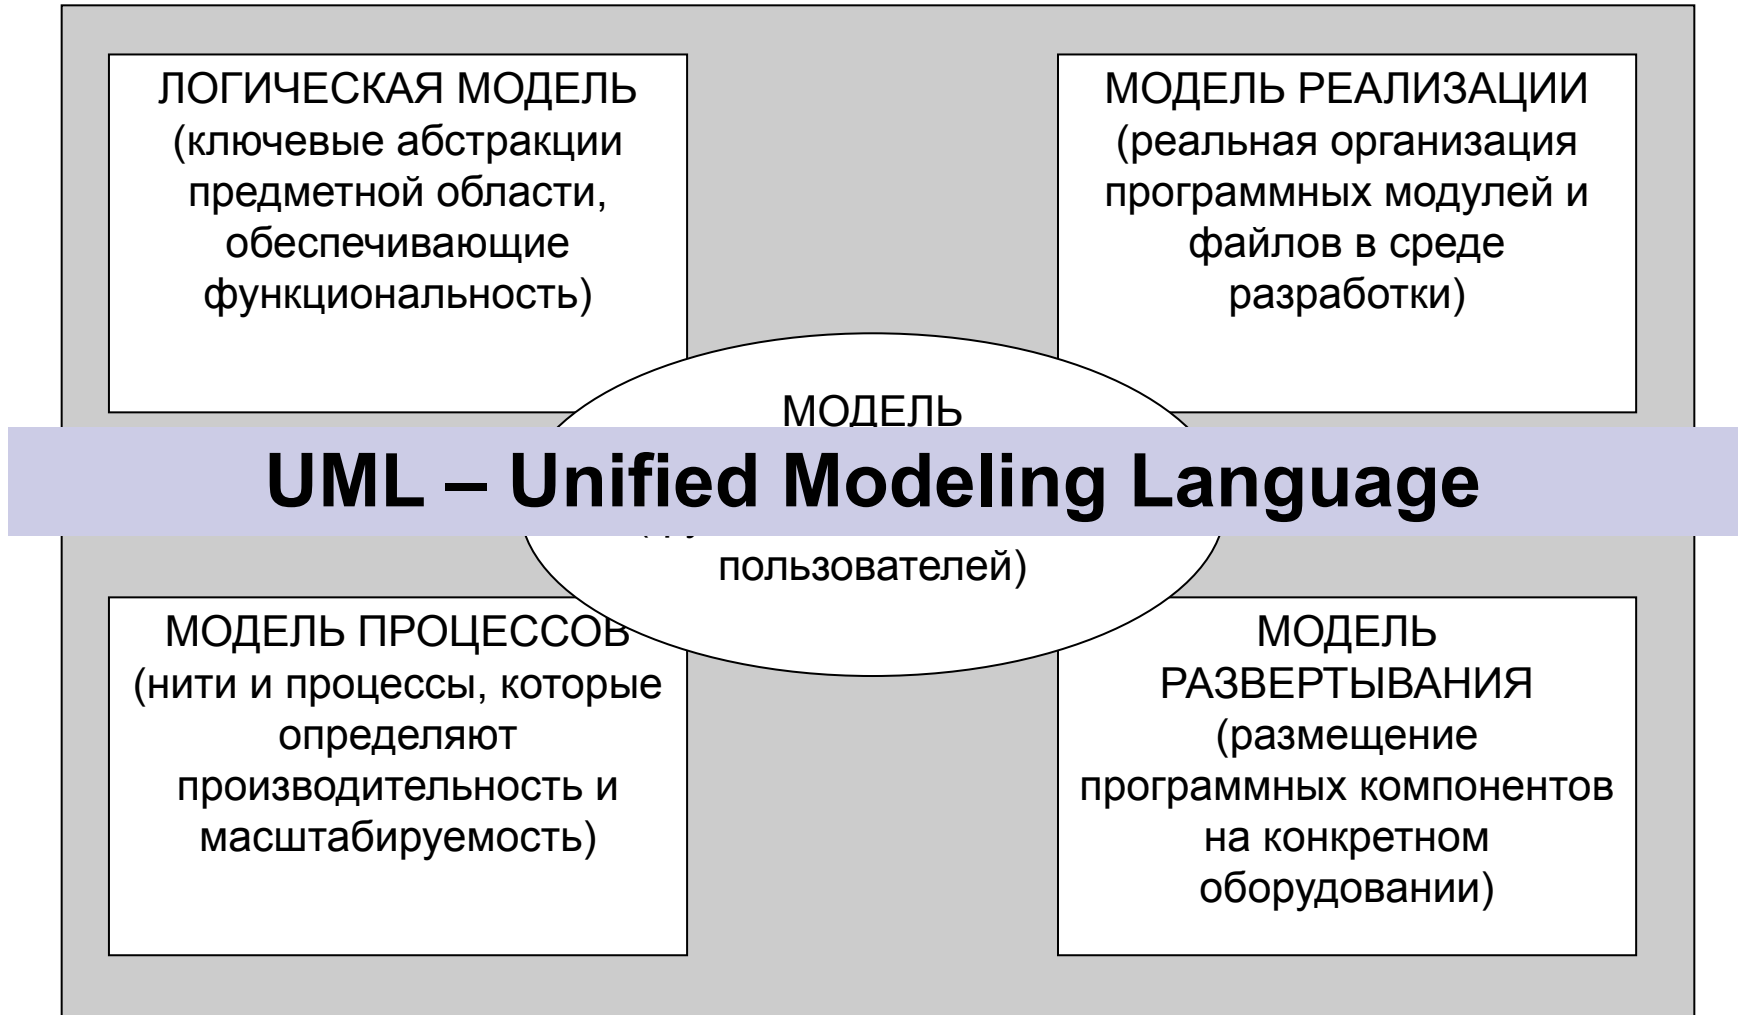 ЛОГИЧЕСКАЯ МОДЕЛЬ
(ключевые абстракции
предметной области,
обеспечивающие
функциональность)
МОДЕЛЬ РЕАЛИЗАЦИИ
(реальная организация
программных модулей и
файлов в среде
разработки)
МОДЕЛЬ
UML – Unified Modeling Language
пользователей)
МОДЕЛЬ ПРОЦЕССОВ
(нити и процессы, которые
определяют
производительность и
масштабируемость)
МОДЕЛЬ
РАЗВЕРТЫВАНИЯ
(размещение
программных компонентов
на конкретном
оборудовании)